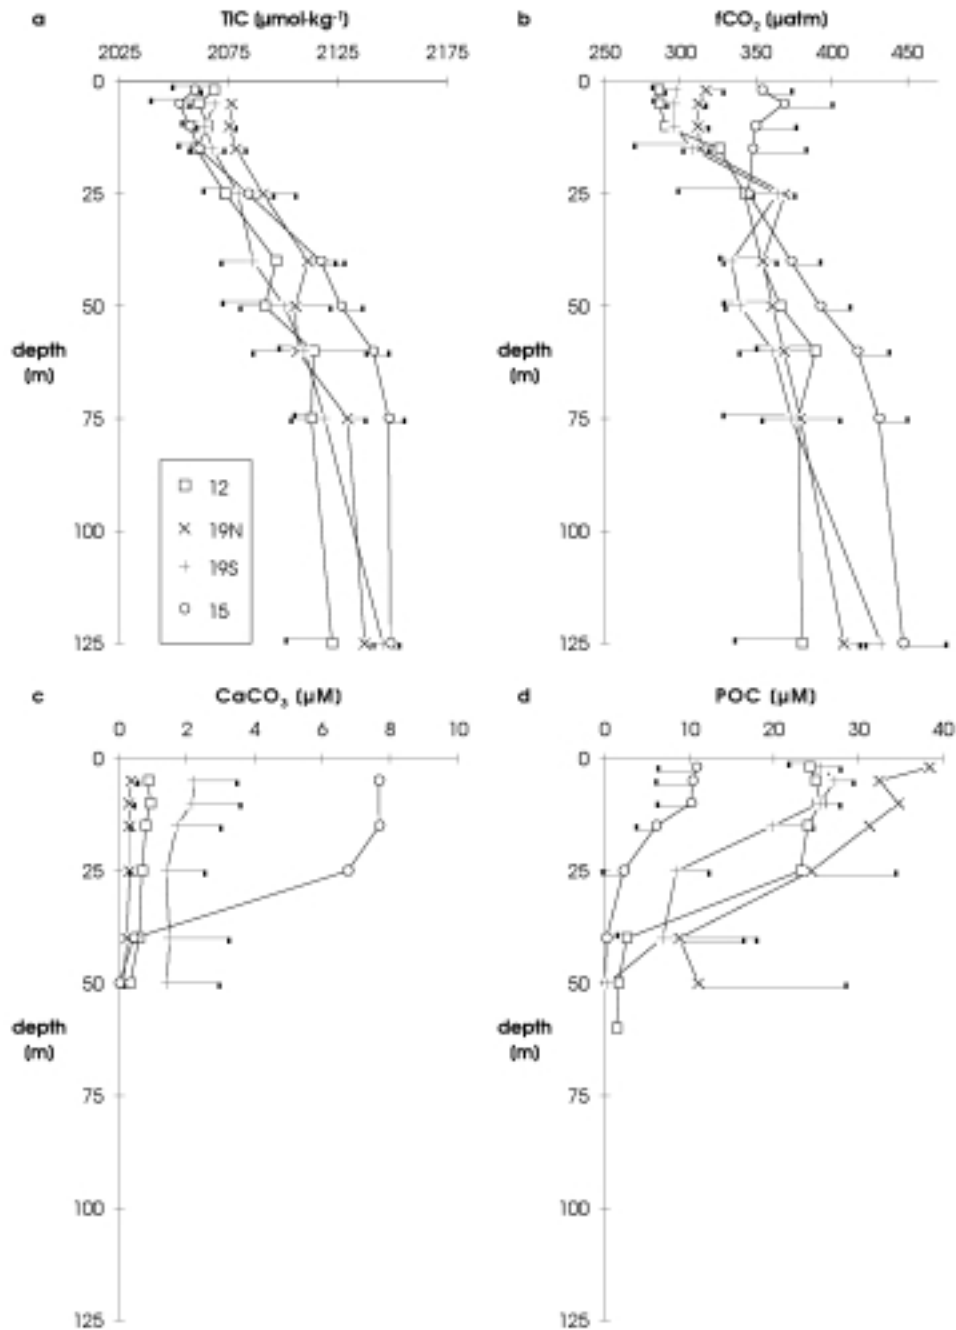 a TIC (µmol·kg⁻¹) b fCO₂ (µatm)
2025 2075 2125 2175 250 300 350 400 450
0 0
25 25
50 50
depth depth
(m) (m)
75 75
12
100 100
19N
19S
15
125 125
c CaCO₃ (µM) d POC (µM)
0 2 4 6 8 10 0 10 20 30 40
0 0
25 25
50 50
depth depth
(m) (m)
75 75
100 100
125 125